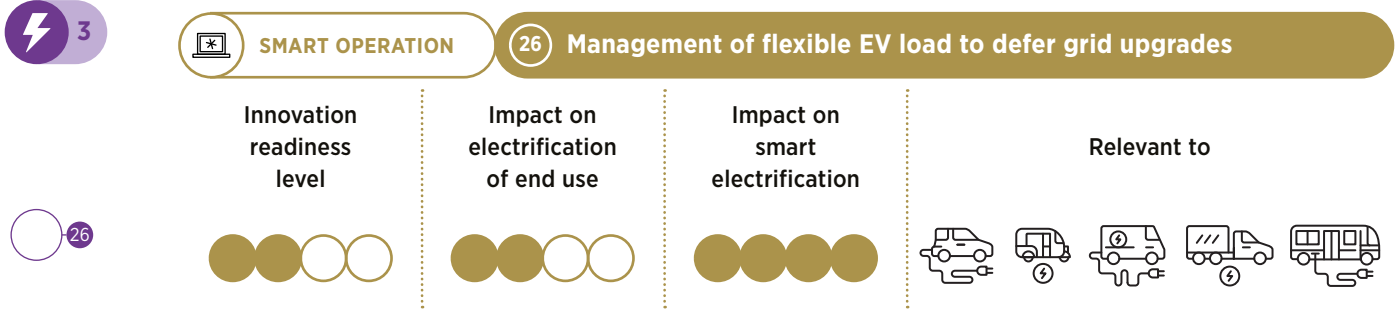 3
SMART OPERATION
26 Management of flexible EV load to defer grid upgrades
Innovation
readiness
level
Impact on
electrification
of end use
Impact on
smart
electrification
Relevant to
26